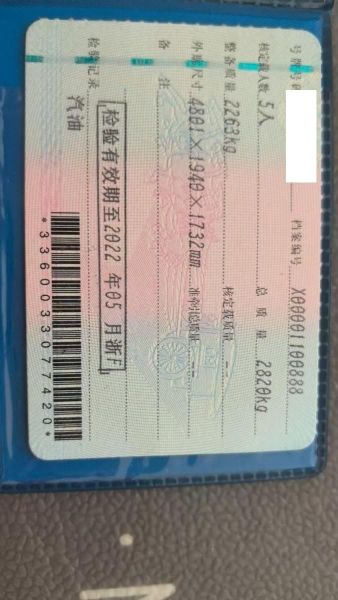 号牌号码 档案编号 X00001100888
核定载人数 5人 总质量 2820kg
整备质量 2263kg 核定载质量 --
外廓尺寸 4801×1940×1732mm 准牵引总质量 --
备注
检验有效期至2022年05月浙F
检验记录
汽油
*3360033077420*